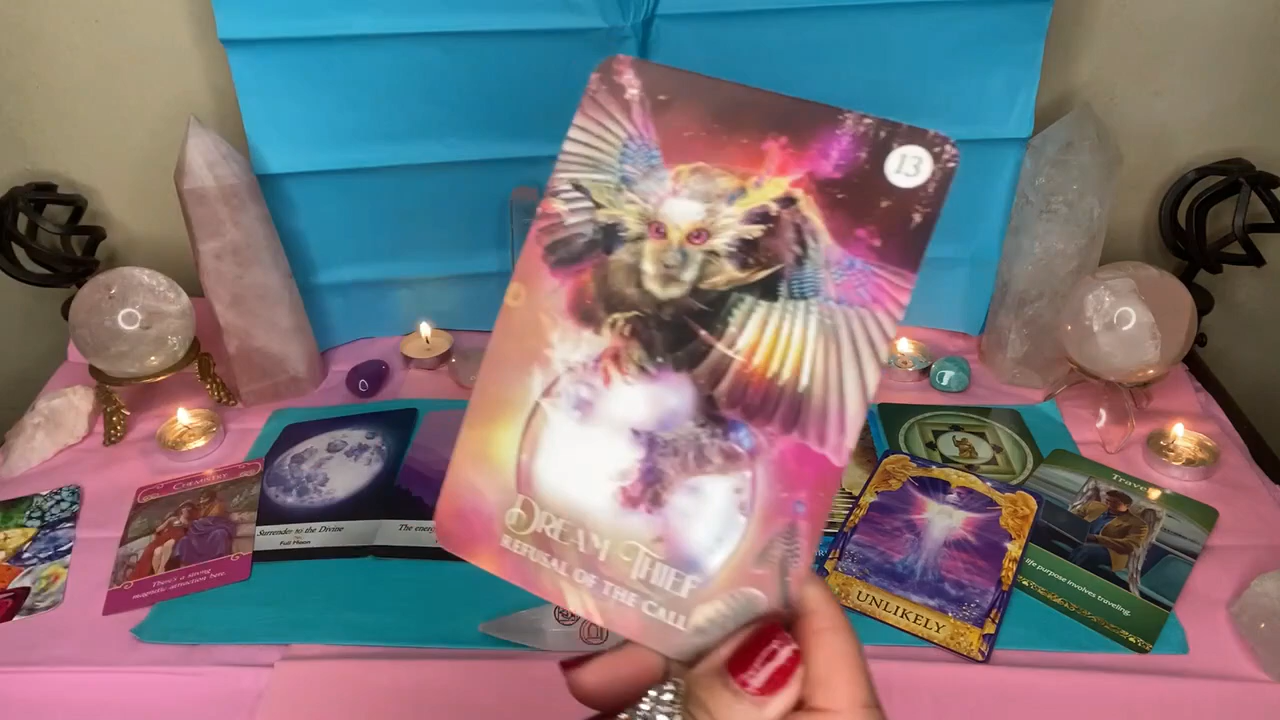 13
DREAM THIEF
REFUSAL OF THE CALL
CHEMISTRY
There's a strong
magnetic attraction here.
Surrender to the Divine
Full Moon
The energ
UNLIKELY
Travel
life purpose involves traveling.